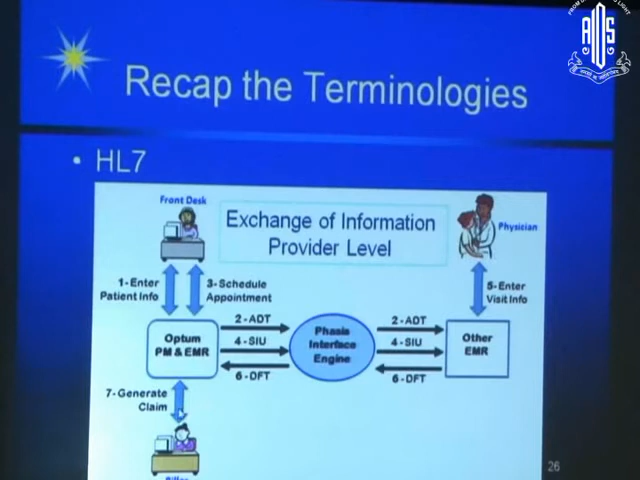 Recap the Terminologies
• HL7
Front Desk
Exchange of Information
Provider Level
Physician
1-Enter
Patient Info
3-Schedule
Appointment
5-Enter
Visit Info
2-ADT
4-SIU
6-DFT
2-ADT
4-SIU
6-DFT
Optum
PM & EMR
Interface
Engine
Other
EMR
7-Generate
Claim
26